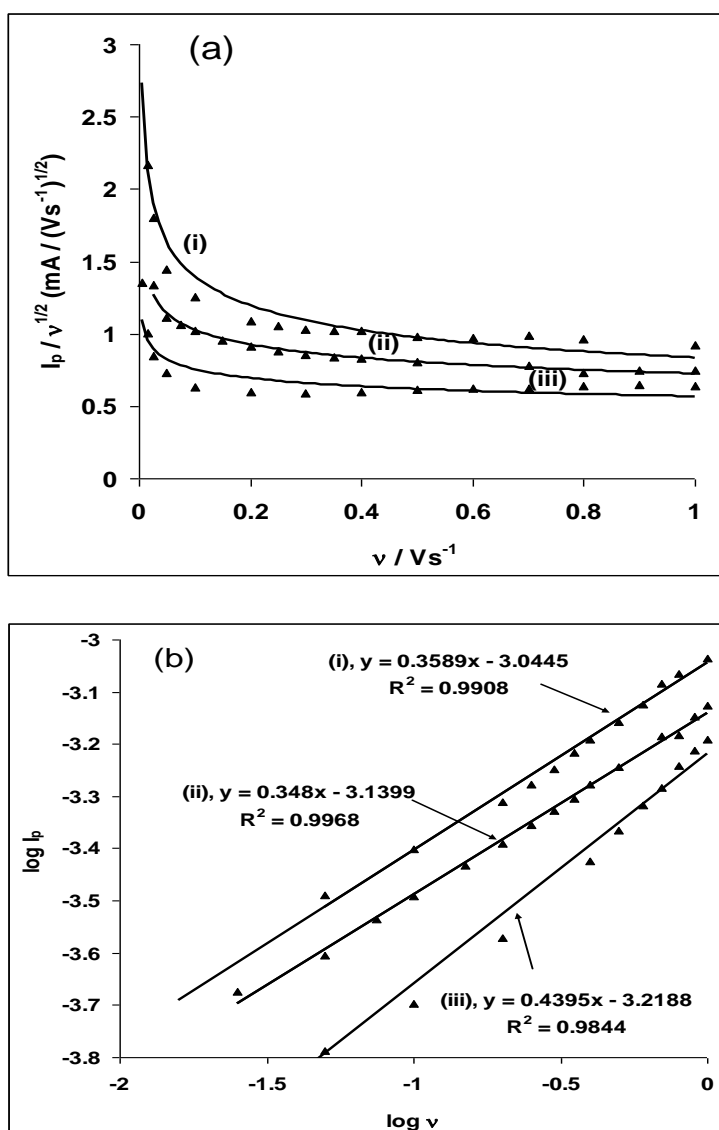 (a)
3
2.5
2
1.5
1
0.5
0
(i)
(ii)
(iii)
0 0.2 0.4 0.6 0.8 1
I_p / ν^1/2 (mA / (Vs^-1)^1/2)
ν / Vs^-1
(b)
-3
-3.1
-3.2
-3.3
-3.4
-3.5
-3.6
-3.7
-3.8
(i), y = 0.3589x - 3.0445
R² = 0.9908
(ii), y = 0.348x - 3.1399
R² = 0.9968
(iii), y = 0.4395x - 3.2188
R² = 0.9844
-2 -1.5 -1 -0.5 0
log I_p
log ν